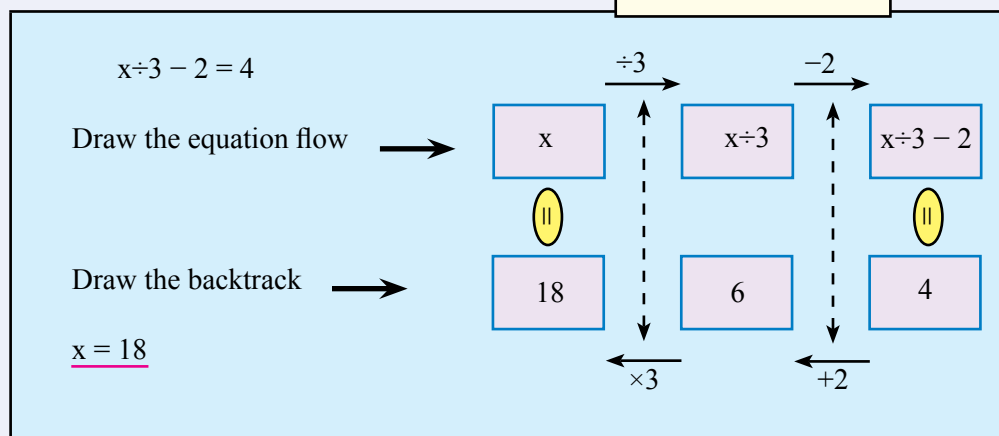 x÷3 − 2 = 4
÷3
−2
Draw the equation flow
x
x÷3
x÷3 − 2
=
=
Draw the backtrack
18
6
4
x = 18
×3
+2